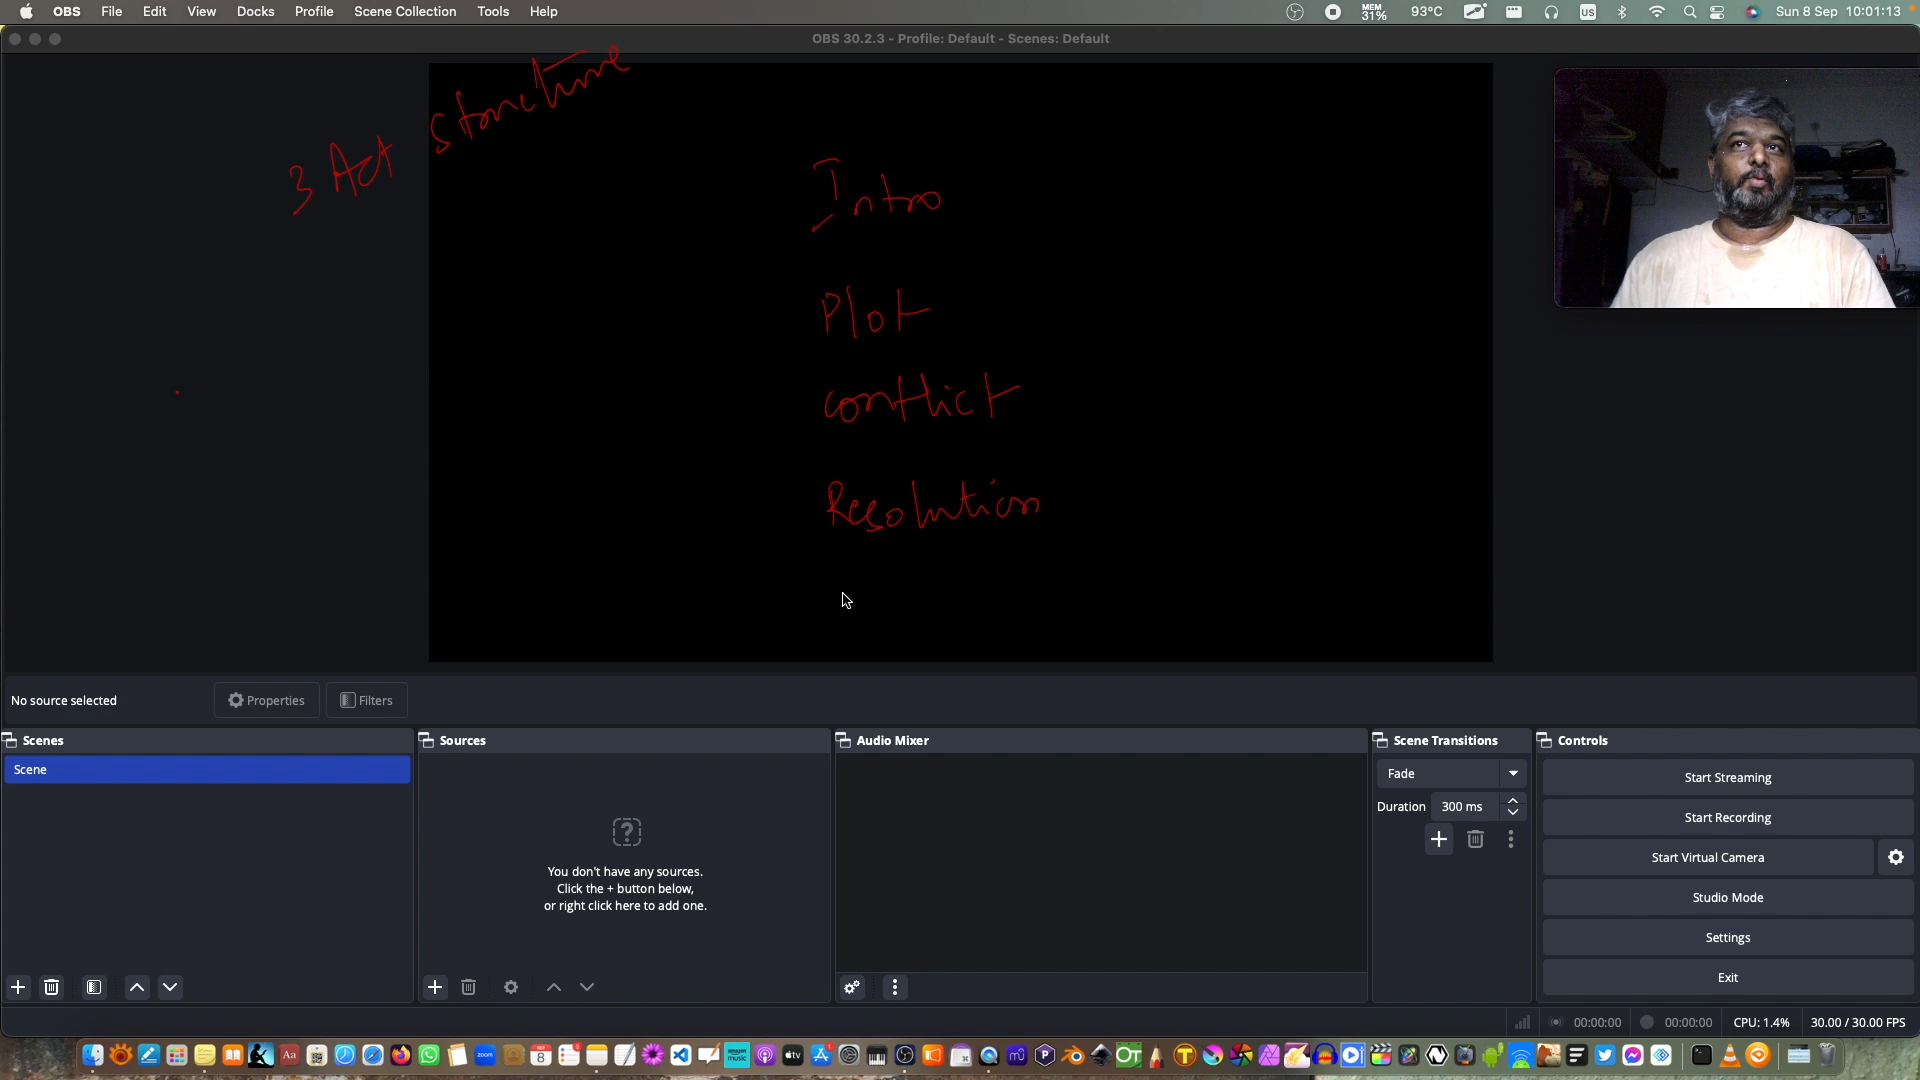 OBS File Edit View Docks Profile Scene Collection Tools Help MEM 31% 93°C US Sun 8 Sep 10:01:13
OBS 30.2.3 - Profile: Default - Scenes: Default
3 Act structure
Intro
Plot
conflict
Resolution
No source selected Properties Filters
Scenes
Scene
Sources
You don't have any sources.
Click the + button below,
or right click here to add one.
Audio Mixer
Scene Transitions
Fade
Duration 300 ms
Controls
Start Streaming
Start Recording
Start Virtual Camera
Studio Mode
Settings
Exit
00:00:00 00:00:00 CPU: 1.4% 30.00 / 30.00 FPS